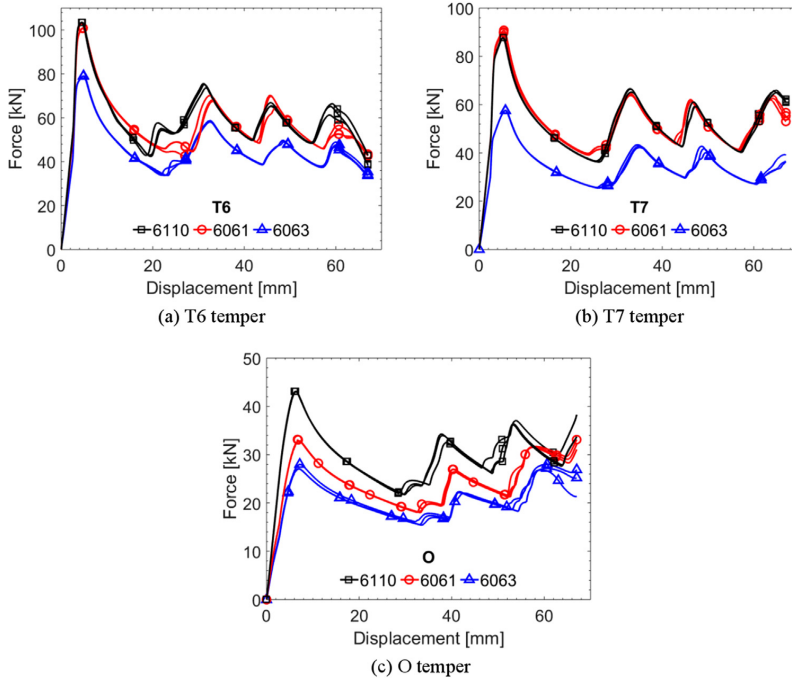 100
80
60
40
20
0
Force [kN]
T6
6110 6061 6063
0 20 40 60
Displacement [mm]
(a) T6 temper
100
80
60
40
20
0
Force [kN]
T7
6110 6061 6063
0 20 40 60
Displacement [mm]
(b) T7 temper
50
40
30
20
10
0
Force [kN]
O
6110 6061 6063
0 20 40 60
Displacement [mm]
(c) O temper